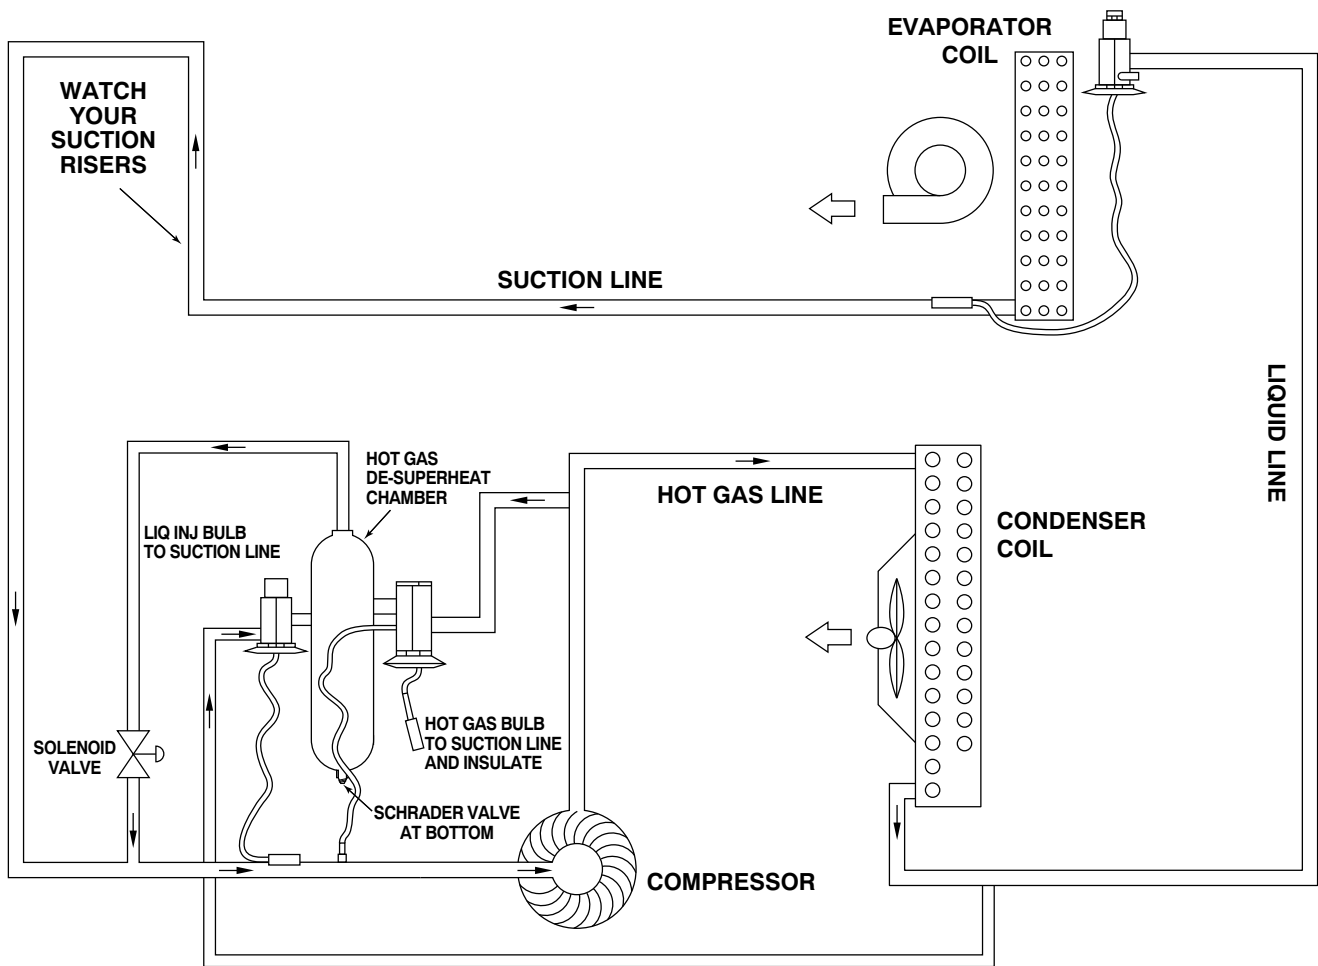 EVAPORATOR
COIL
WATCH
YOUR
SUCTION
RISERS
SUCTION LINE
LIQUID LINE
HOT GAS
DE-SUPERHEAT
CHAMBER
HOT GAS LINE
CONDENSER
COIL
LIQ INJ BULB
TO SUCTION LINE
HOT GAS BULB
TO SUCTION LINE
AND INSULATE
SOLENOID
VALVE
SCHRADER VALVE
AT BOTTOM
COMPRESSOR